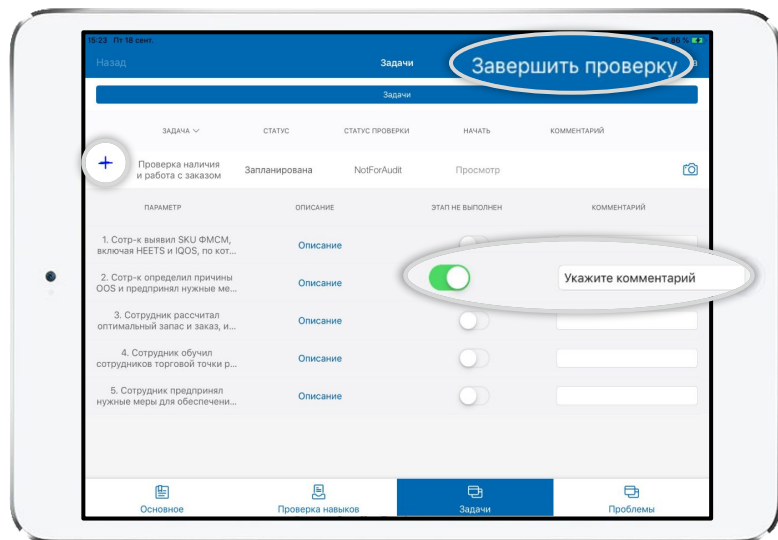 15:23 Пт 18 сент.
86 %
Назад
Задачи
Завершить проверку
Задачи
ЗАДАЧА
СТАТУС
СТАТУС ПРОВЕРКИ
НАЧАТЬ
КОММЕНТАРИЙ
+
Проверка наличия
и работа с заказом
Запланирована
NotForAudit
Просмотр
ПАРАМЕТР
ОПИСАНИЕ
ЭТАП НЕ ВЫПОЛНЕН
КОММЕНТАРИЙ
1. Сотр-к выявил SKU ФМСМ,
включая HEETS и IQOS, по кот...
Описание
2. Сотр-к определил причины
OOS и предпринял нужные ме...
Описание
Укажите комментарий
3. Сотрудник рассчитал
оптимальный запас и заказ, и...
Описание
4. Сотрудник обучил
сотрудников торговой точки р...
Описание
5. Сотрудник предпринял
нужные меры для обеспечени...
Описание
Основное
Проверка навыков
Задачи
Проблемы